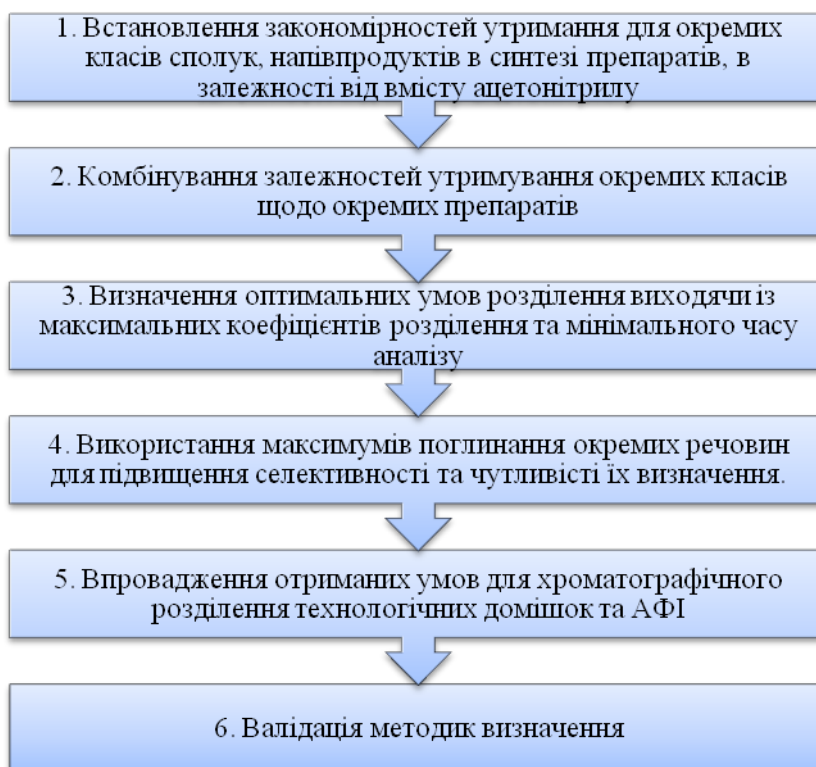 1. Встановлення закономірностей утримання для окремих
класів сполук, напівпродуктів в синтезі препаратів, в
залежності від вмісту ацетонітрилу
2. Комбінування залежностей утримування окремих класів
щодо окремих препаратів
3. Визначення оптимальних умов розділення виходячи із
максимальних коефіцієнтів розділення та мінімального часу
аналізу
4. Використання максимумів поглинання окремих речовин
для підвищення селективності та чутливісті їх визначення.
5. Впровадження отриманих умов для хроматографічного
розділення технологічних домішок та АФІ
6. Валідація методик визначення